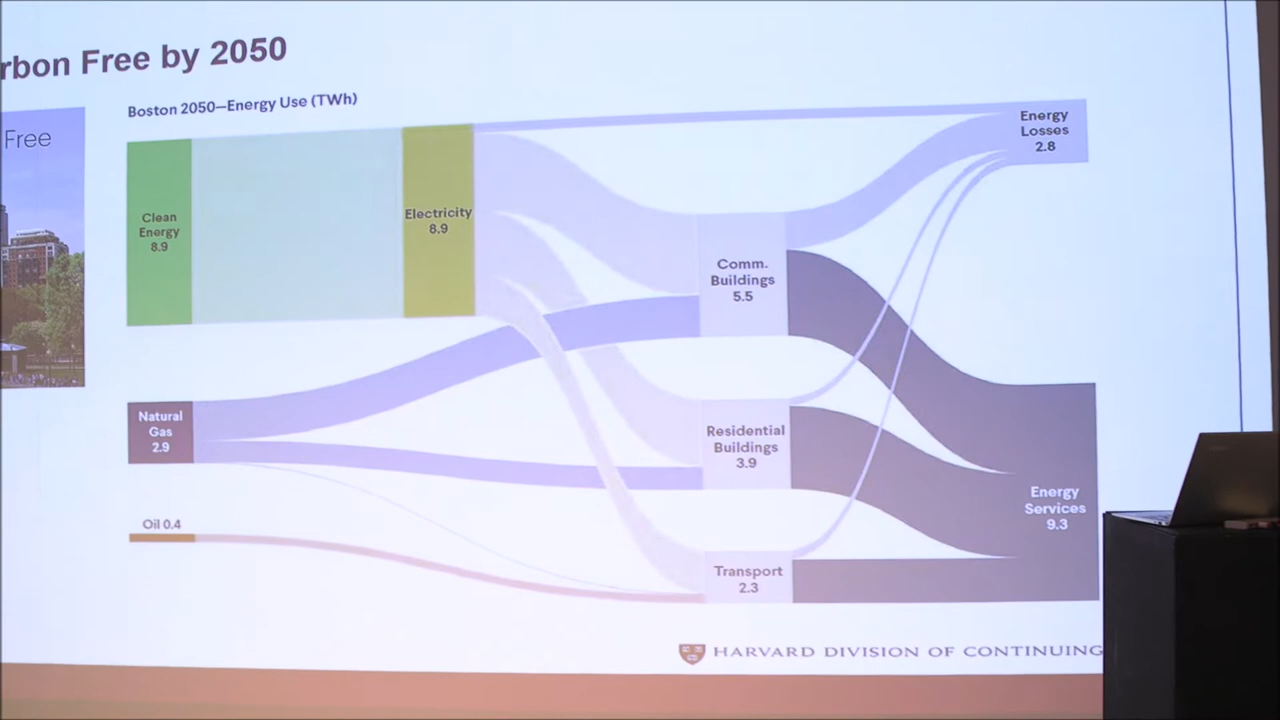 rbon Free by 2050
Free
Boston 2050—Energy Use (TWh)
Clean
Energy
8.9
Electricity
8.9
Energy
Losses
2.8
Comm.
Buildings
5.5
Natural
Gas
2.9
Residential
Buildings
3.9
Energy
Services
9.3
Oil 0.4
Transport
2.3
HARVARD DIVISION OF CONTINUING